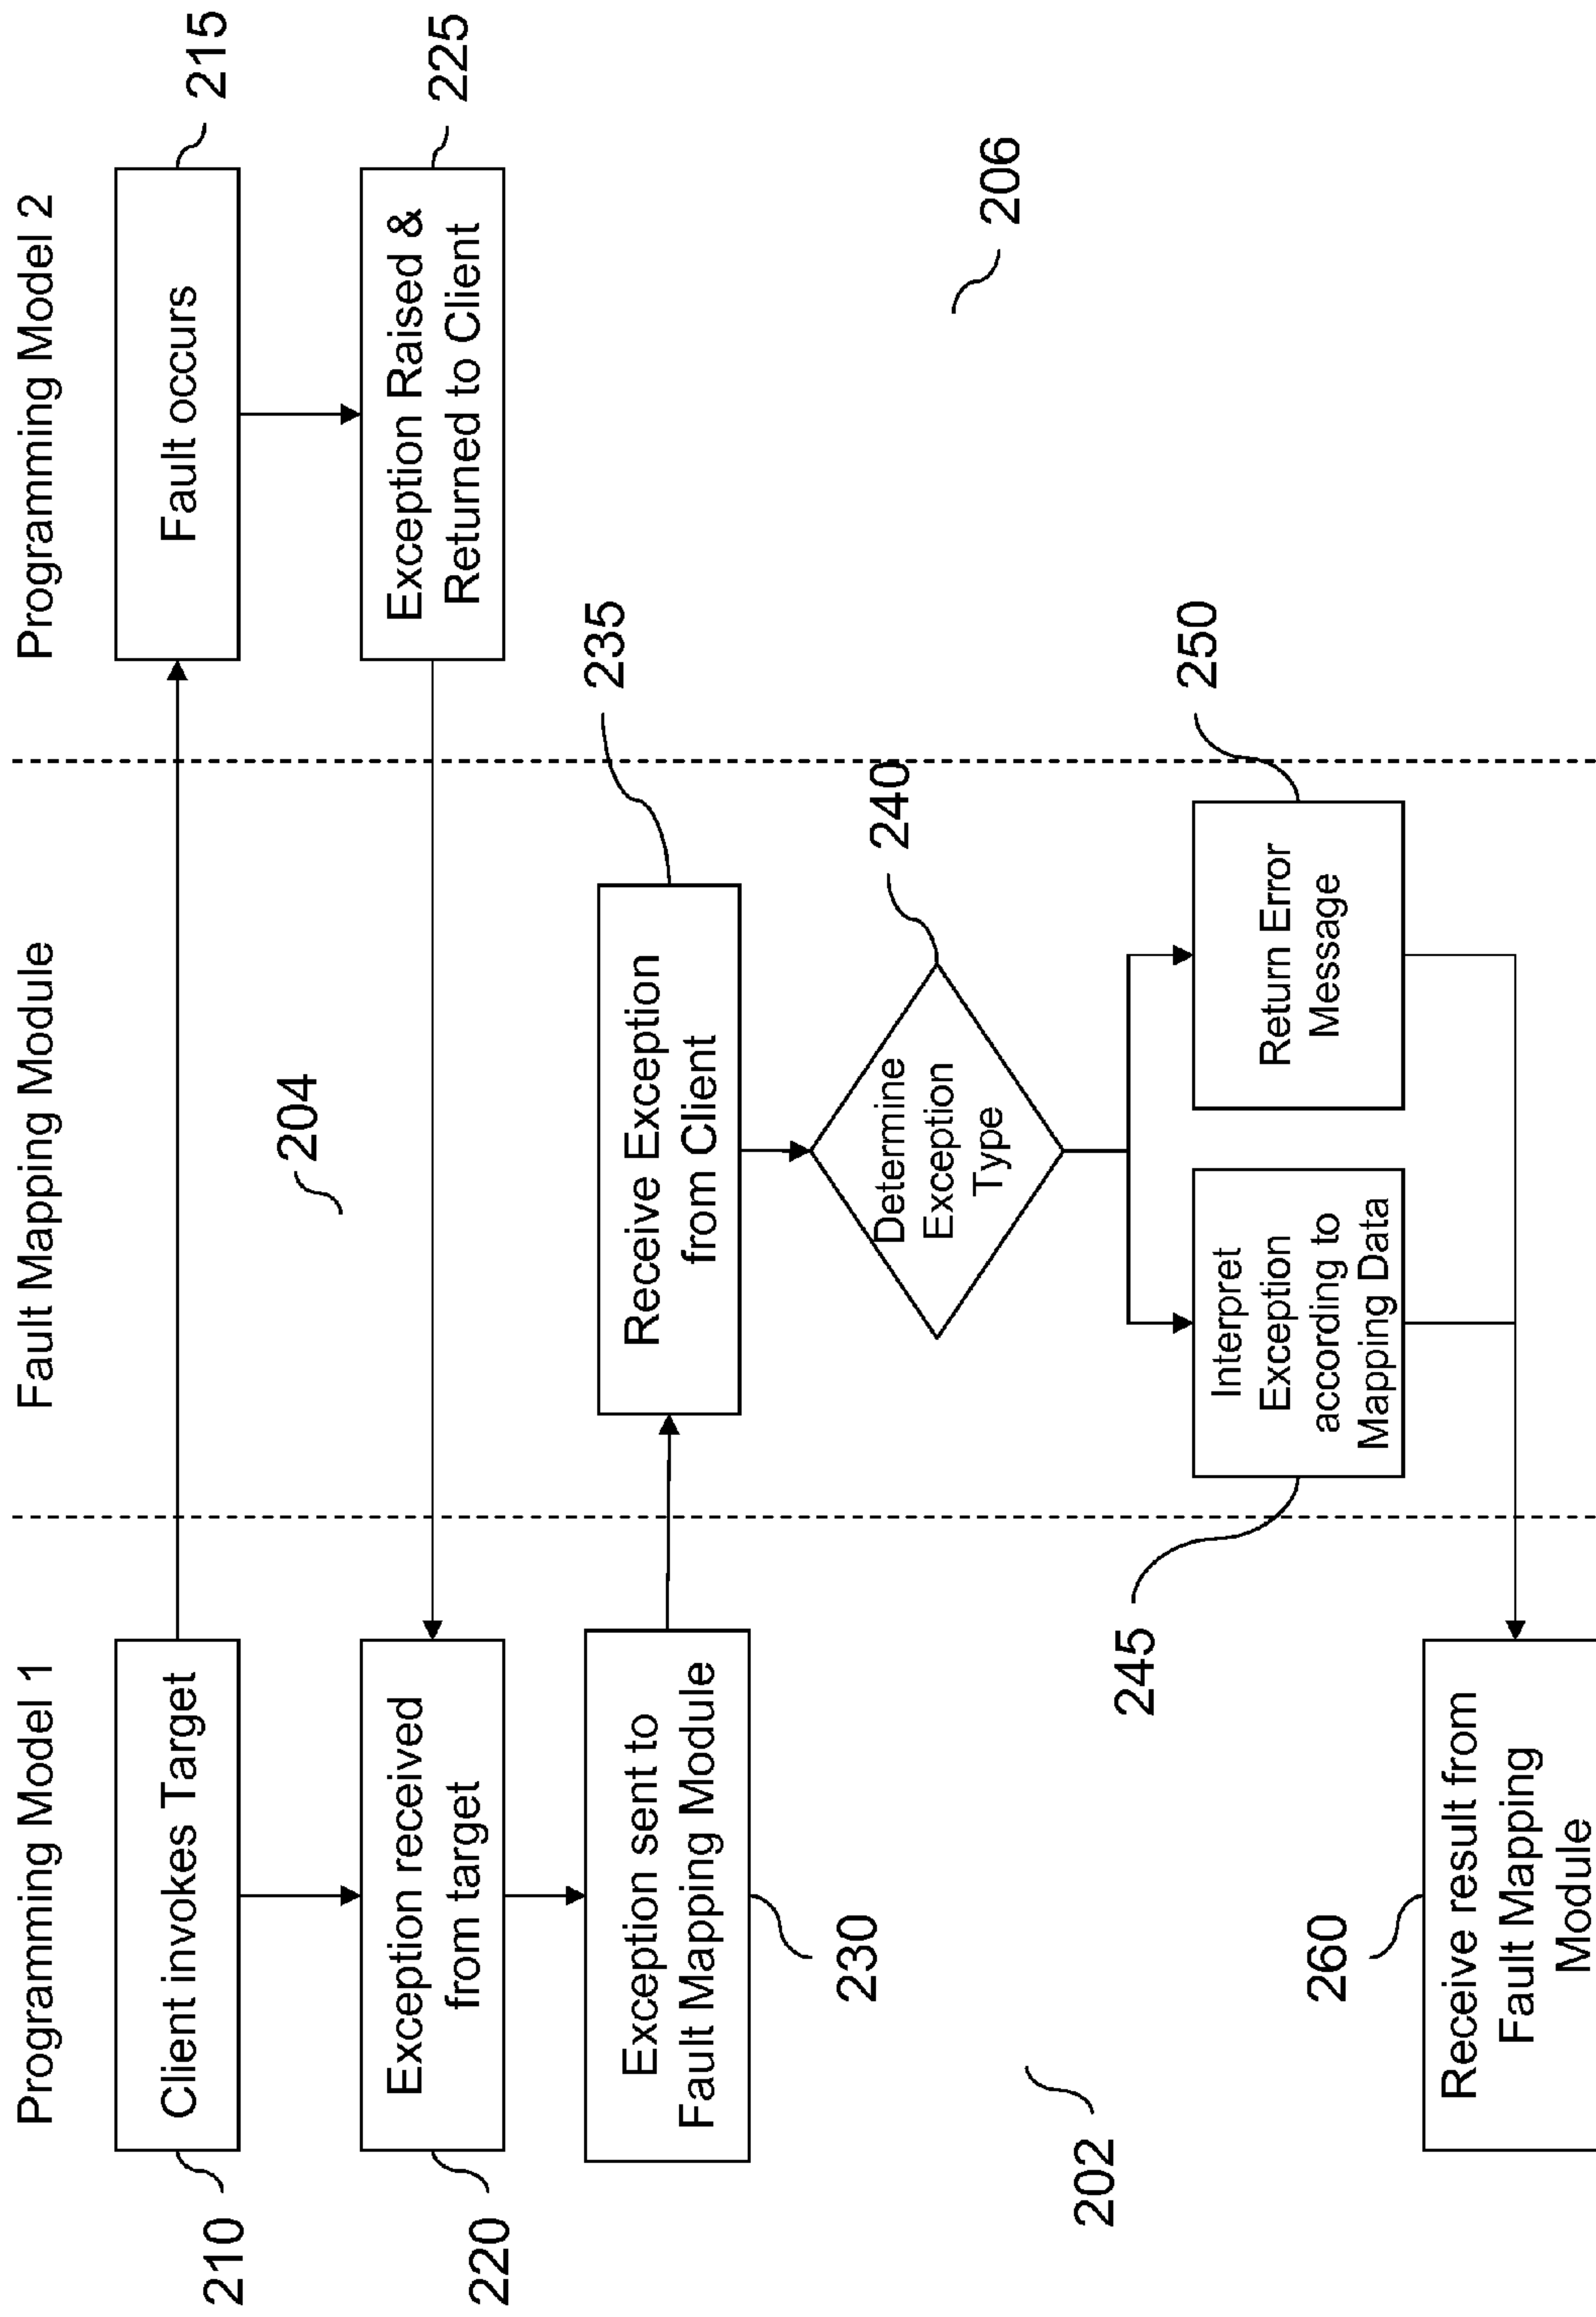 Programming Model 1
Fault Mapping Module
Programming Model 2
210
Client invokes Target
Fault occurs
215
204
220
Exception received
from target
Exception Raised &
Returned to Client
225
Exception sent to
Fault Mapping Module
230
Receive Exception
from Client
235
Determine
Exception
Type
240
206
202
245
Interpret
Exception
according to
Mapping Data
Return Error
Message
250
260
Receive result from
Fault Mapping
Module